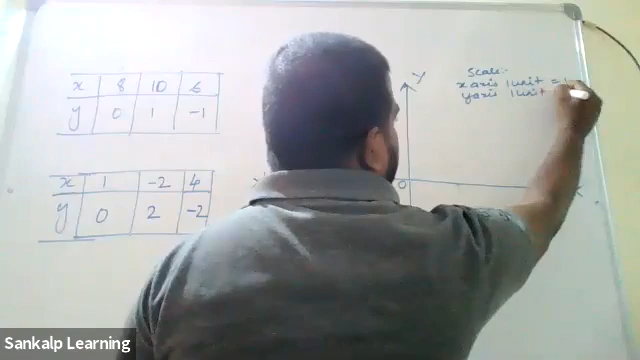 x 8 10 6
y 0 1 -1
x 1 -2 4
y 0 2 -2
y
Scale:-
x axis 1 unit =
y axis 1 unit
O
Sankalp Learning